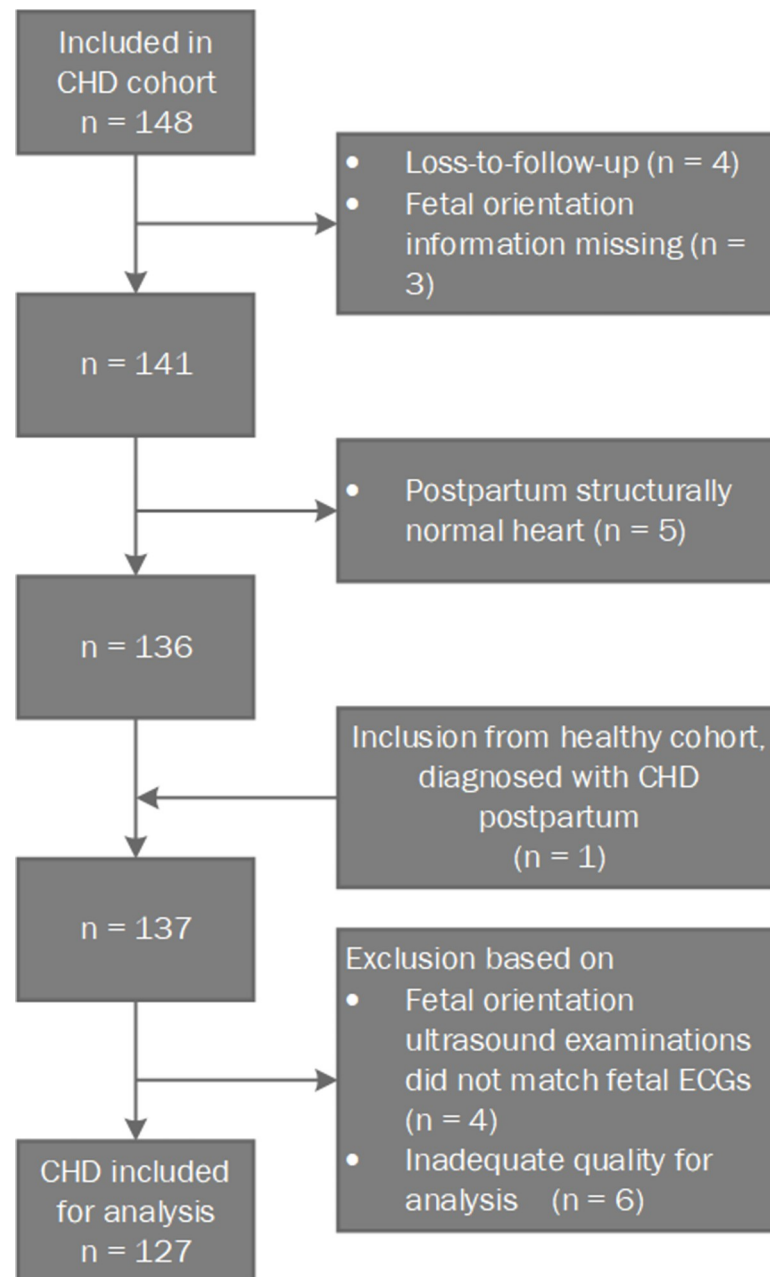 Included in
CHD cohort
n = 148
• Loss-to-follow-up (n = 4)
• Fetal orientation
information missing (n =
3)
n = 141
• Postpartum structurally
normal heart (n = 5)
n = 136
Inclusion from healthy cohort,
diagnosed with CHD
postpartum
(n = 1)
n = 137
Exclusion based on
• Fetal orientation
ultrasound examinations
did not match fetal ECGs
(n = 4)
• Inadequate quality for
analysis (n = 6)
CHD included
for analysis
n = 127